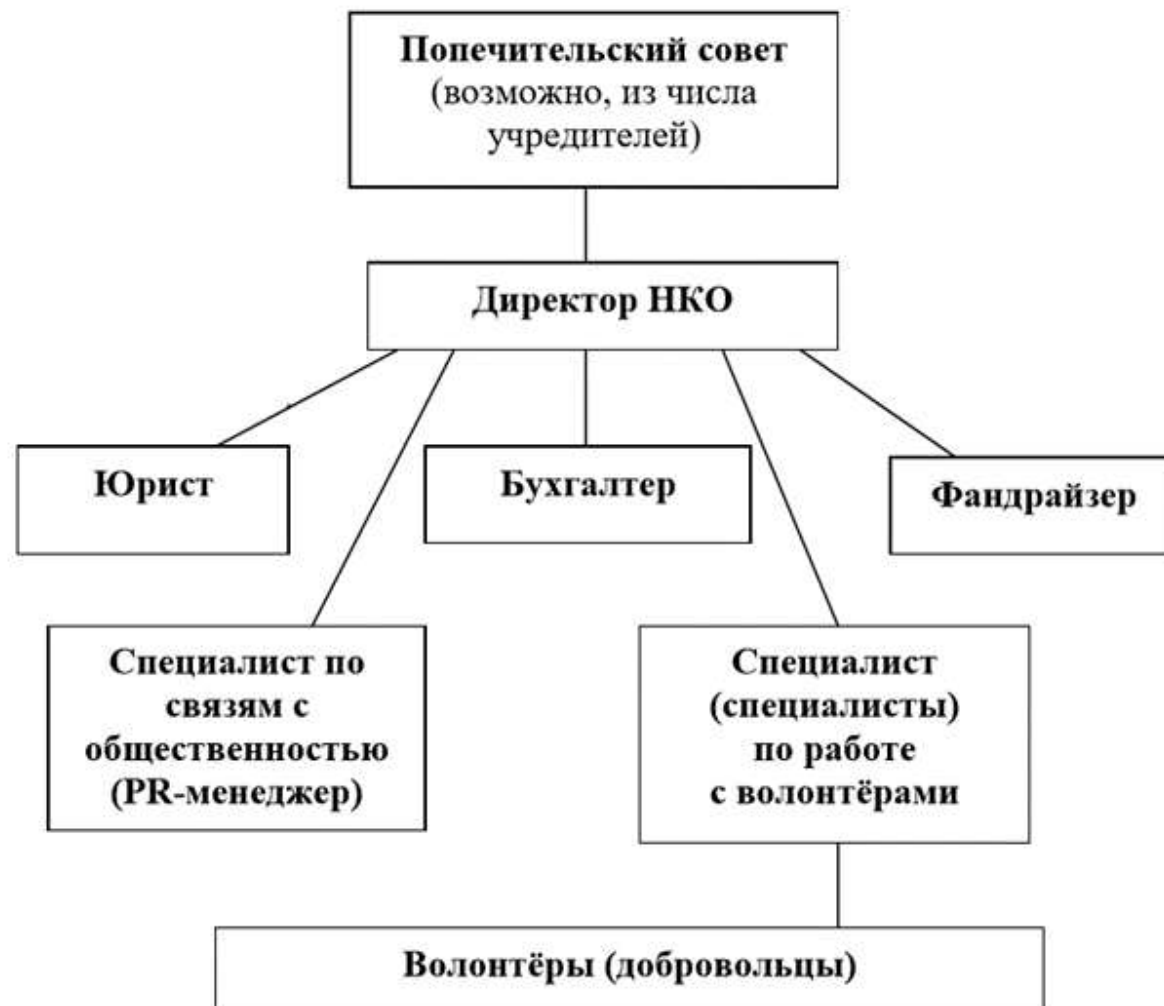 Попечительский совет
(возможно, из числа
учредителей)
Директор НКО
Юрист
Бухгалтер
Фандрайзер
Специалист по
связям с
общественностью
(PR-менеджер)
Специалист
(специалисты)
по работе
с волонтёрами
Волонтёры (добровольцы)